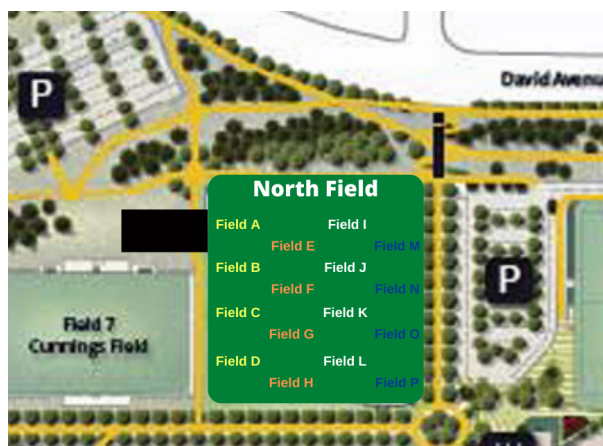 P
David Avenu
North Field
Field A Field I
Field E Field M
Field B Field J
Field F Field N
P
Field C Field K
Field G Field O
Field 7
Cunnings Field
Field D Field L
Field H Field P